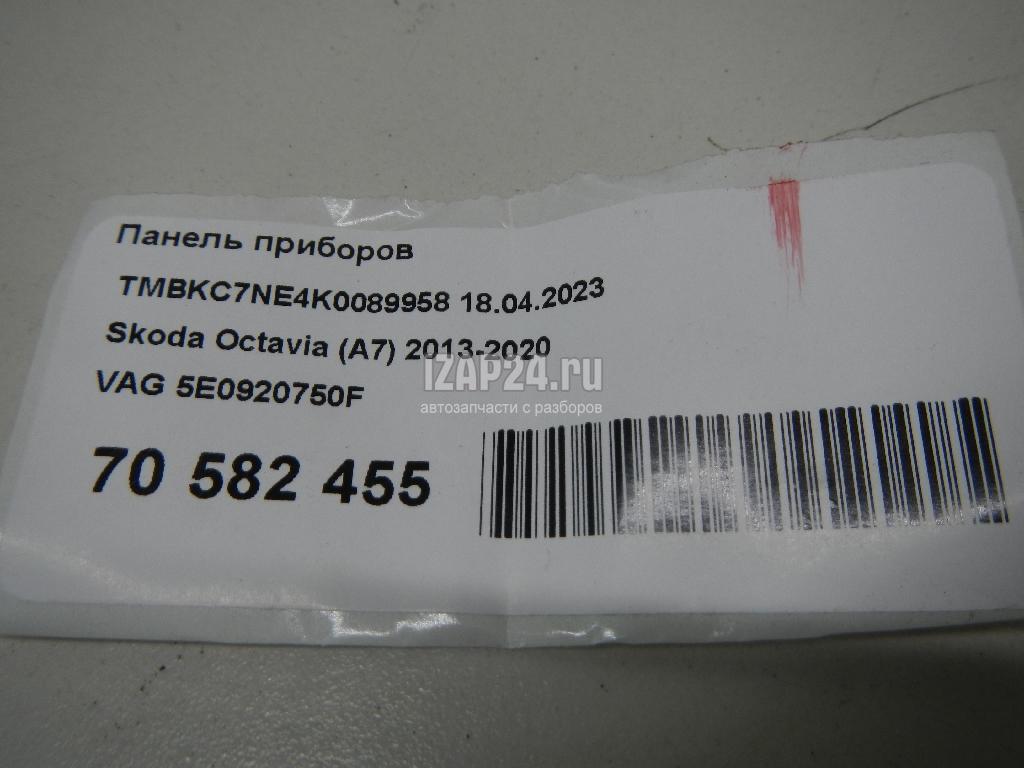 Панель приборов
TMBKC7NE4K0089958 18.04.2023
Skoda Octavia (A7) 2013-2020
VAG 5E0920750F
IZAP24.ru
автозапчасти с разборов
70 582 455